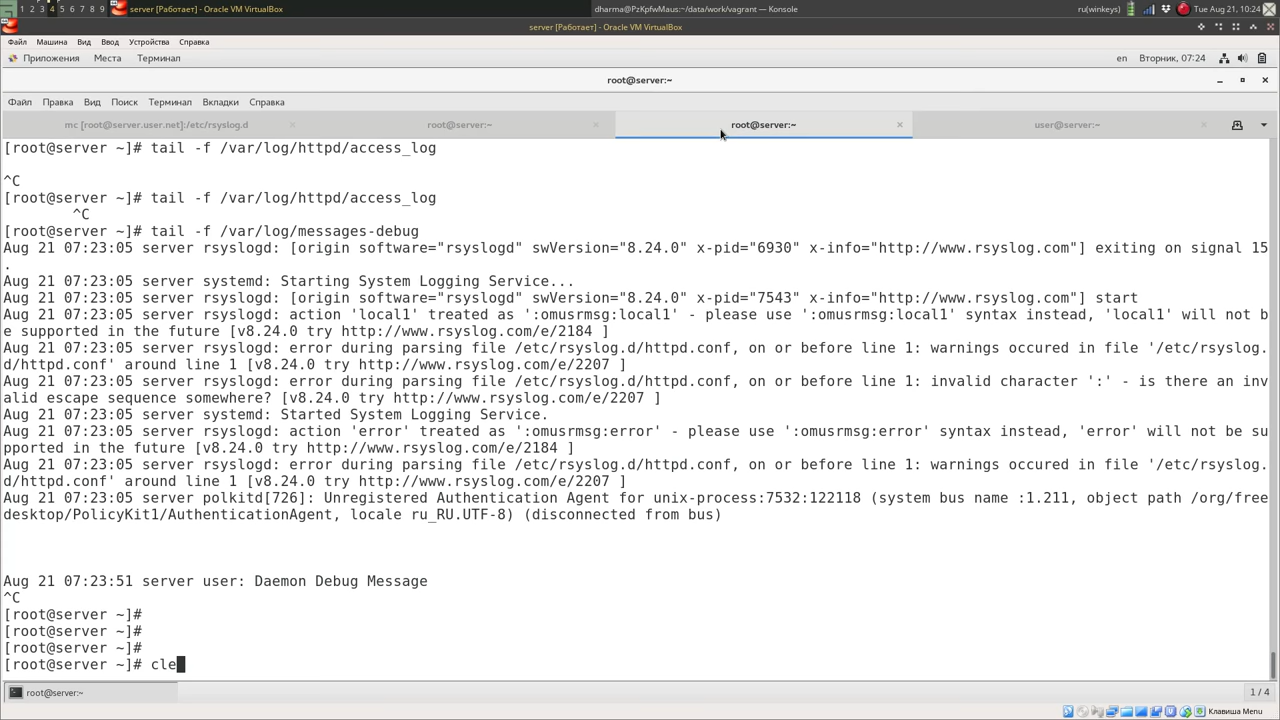 1 2 3 4 5 6 7 8 9 server [Работает] - Oracle VM VirtualBox dharma@PzKpfwMaus:~/data/work/vagrant — Konsole ru(winkeys) Tue Aug 21, 10:24
server [Работает] - Oracle VM VirtualBox
Файл Машина Вид Ввод Устройства Справка
Приложения Места Терминал en Вторник, 07:24
root@server:~
Файл Правка Вид Поиск Терминал Вкладки Справка
mc [root@server.user.net]:/etc/rsyslog.d × root@server:~ × root@server:~ × user@server:~ ×
[root@server ~]# tail -f /var/log/httpd/access_log
^C
[root@server ~]# tail -f /var/log/httpd/access_log
^C
[root@server ~]# tail -f /var/log/messages-debug
Aug 21 07:23:05 server rsyslogd: [origin software="rsyslogd" swVersion="8.24.0" x-pid="6930" x-info="http://www.rsyslog.com"] exiting on signal 15
.
Aug 21 07:23:05 server systemd: Starting System Logging Service...
Aug 21 07:23:05 server rsyslogd: [origin software="rsyslogd" swVersion="8.24.0" x-pid="7543" x-info="http://www.rsyslog.com"] start
Aug 21 07:23:05 server rsyslogd: action 'local1' treated as ':omusrmsg:local1' - please use ':omusrmsg:local1' syntax instead, 'local1' will not b
e supported in the future [v8.24.0 try http://www.rsyslog.com/e/2184 ]
Aug 21 07:23:05 server rsyslogd: error during parsing file /etc/rsyslog.d/httpd.conf, on or before line 1: warnings occured in file '/etc/rsyslog.
d/httpd.conf' around line 1 [v8.24.0 try http://www.rsyslog.com/e/2207 ]
Aug 21 07:23:05 server rsyslogd: error during parsing file /etc/rsyslog.d/httpd.conf, on or before line 1: invalid character ':' - is there an inv
alid escape sequence somewhere? [v8.24.0 try http://www.rsyslog.com/e/2207 ]
Aug 21 07:23:05 server systemd: Started System Logging Service.
Aug 21 07:23:05 server rsyslogd: action 'error' treated as ':omusrmsg:error' - please use ':omusrmsg:error' syntax instead, 'error' will not be su
pported in the future [v8.24.0 try http://www.rsyslog.com/e/2184 ]
Aug 21 07:23:05 server rsyslogd: error during parsing file /etc/rsyslog.d/httpd.conf, on or before line 1: warnings occured in file '/etc/rsyslog.
d/httpd.conf' around line 1 [v8.24.0 try http://www.rsyslog.com/e/2207 ]
Aug 21 07:23:05 server polkitd[726]: Unregistered Authentication Agent for unix-process:7532:122118 (system bus name :1.211, object path /org/free
desktop/PolicyKit1/AuthenticationAgent, locale ru_RU.UTF-8) (disconnected from bus)
Aug 21 07:23:51 server user: Daemon Debug Message
^C
[root@server ~]#
[root@server ~]#
[root@server ~]#
[root@server ~]# cle
root@server:~ 1 / 4
Клавиша Menu